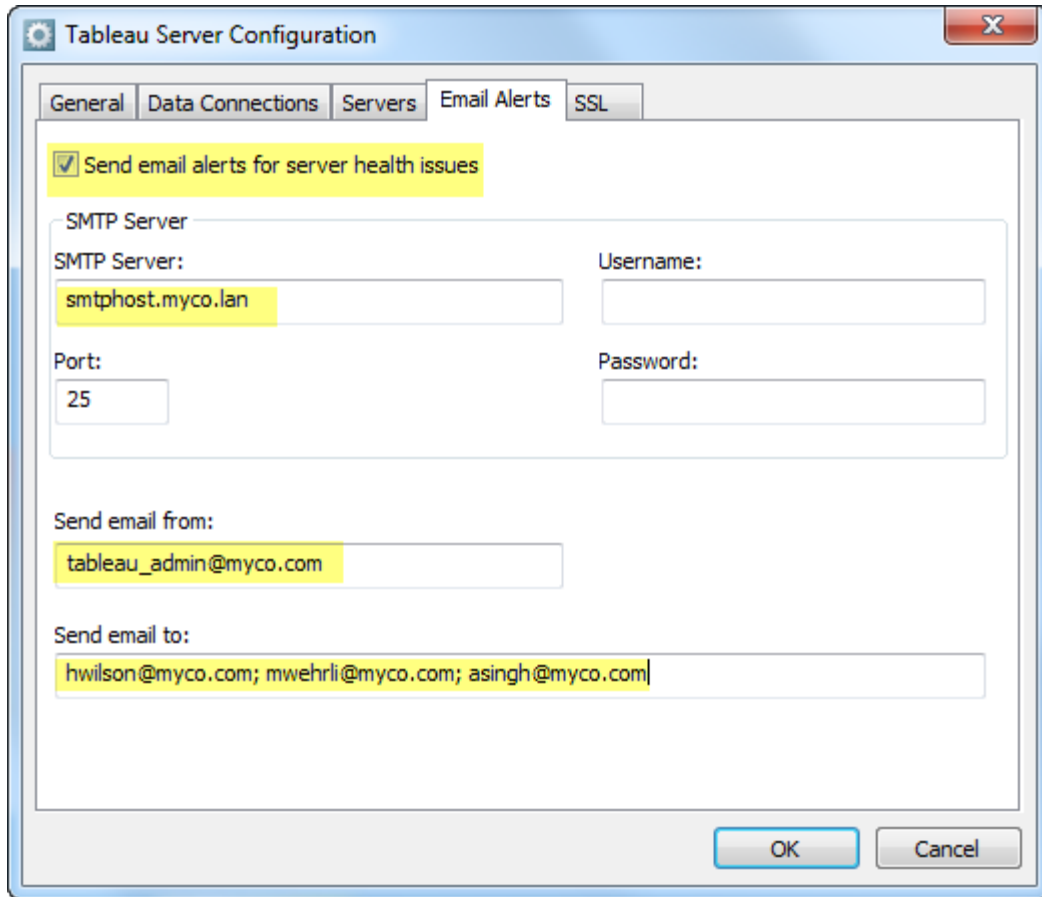 Tableau Server Configuration
General Data Connections Servers Email Alerts SSL
Send email alerts for server health issues
SMTP Server
SMTP Server: Username:
smtphost.myco.lan
Port: Password:
25
Send email from:
tableau_admin@myco.com
Send email to:
hwilson@myco.com; mwehrli@myco.com; asingh@myco.com
OK Cancel